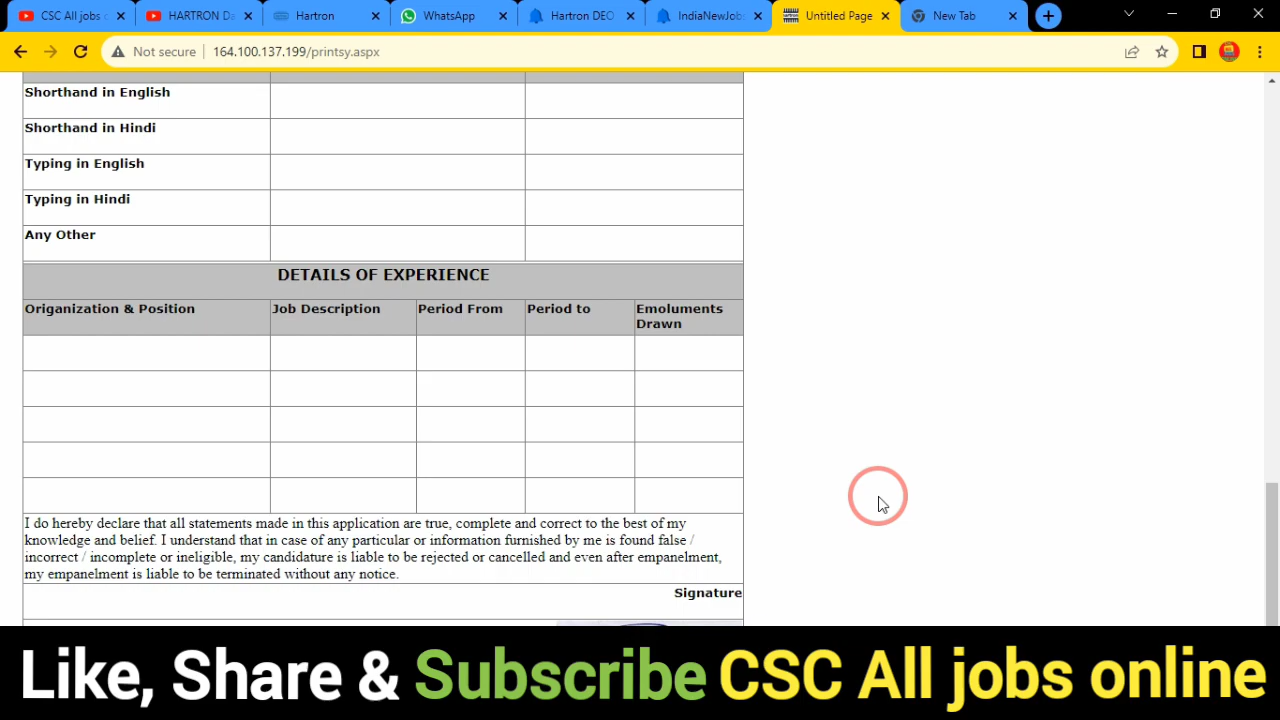 CSC All jobs o
HARTRON Da
Hartron
WhatsApp
Hartron DEO
IndiaNewJobs
Untitled Page
New Tab
Not secure
164.100.137.199/printsy.aspx
Shorthand in English
Shorthand in Hindi
Typing in English
Typing in Hindi
Any Other
DETAILS OF EXPERIENCE
Origanization & Position
Job Description
Period From
Period to
Emoluments
Drawn
I do hereby declare that all statements made in this application are true, complete and correct to the best of my
knowledge and belief. I understand that in case of any particular or information furnished by me is found false /
incorrect / incomplete or ineligible, my candidature is liable to be rejected or cancelled and even after empanelment,
my empanelment is liable to be terminated without any notice.
Signature
Like, Share & Subscribe CSC All jobs online